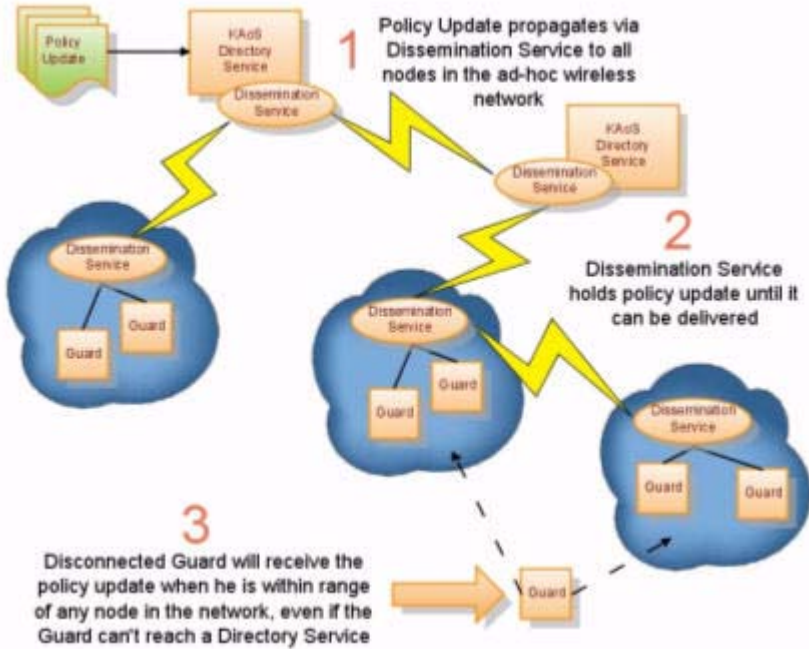 Policy
Update
KAoS
Directory
Service
Dissemination
Service
1
Policy Update propagates via
Dissemination Service to all
nodes in the ad-hoc wireless
network
KAoS
Directory
Service
Dissemination
Service
2
Dissemination Service
holds policy update until it
can be delivered
Dissemination
Service
Guard
Guard
Dissemination
Service
Guard
Guard
Dissemination
Service
Guard
Guard
3
Disconnected Guard will receive the
policy update when he is within range
of any node in the network, even if the
Guard can't reach a Directory Service
Guard